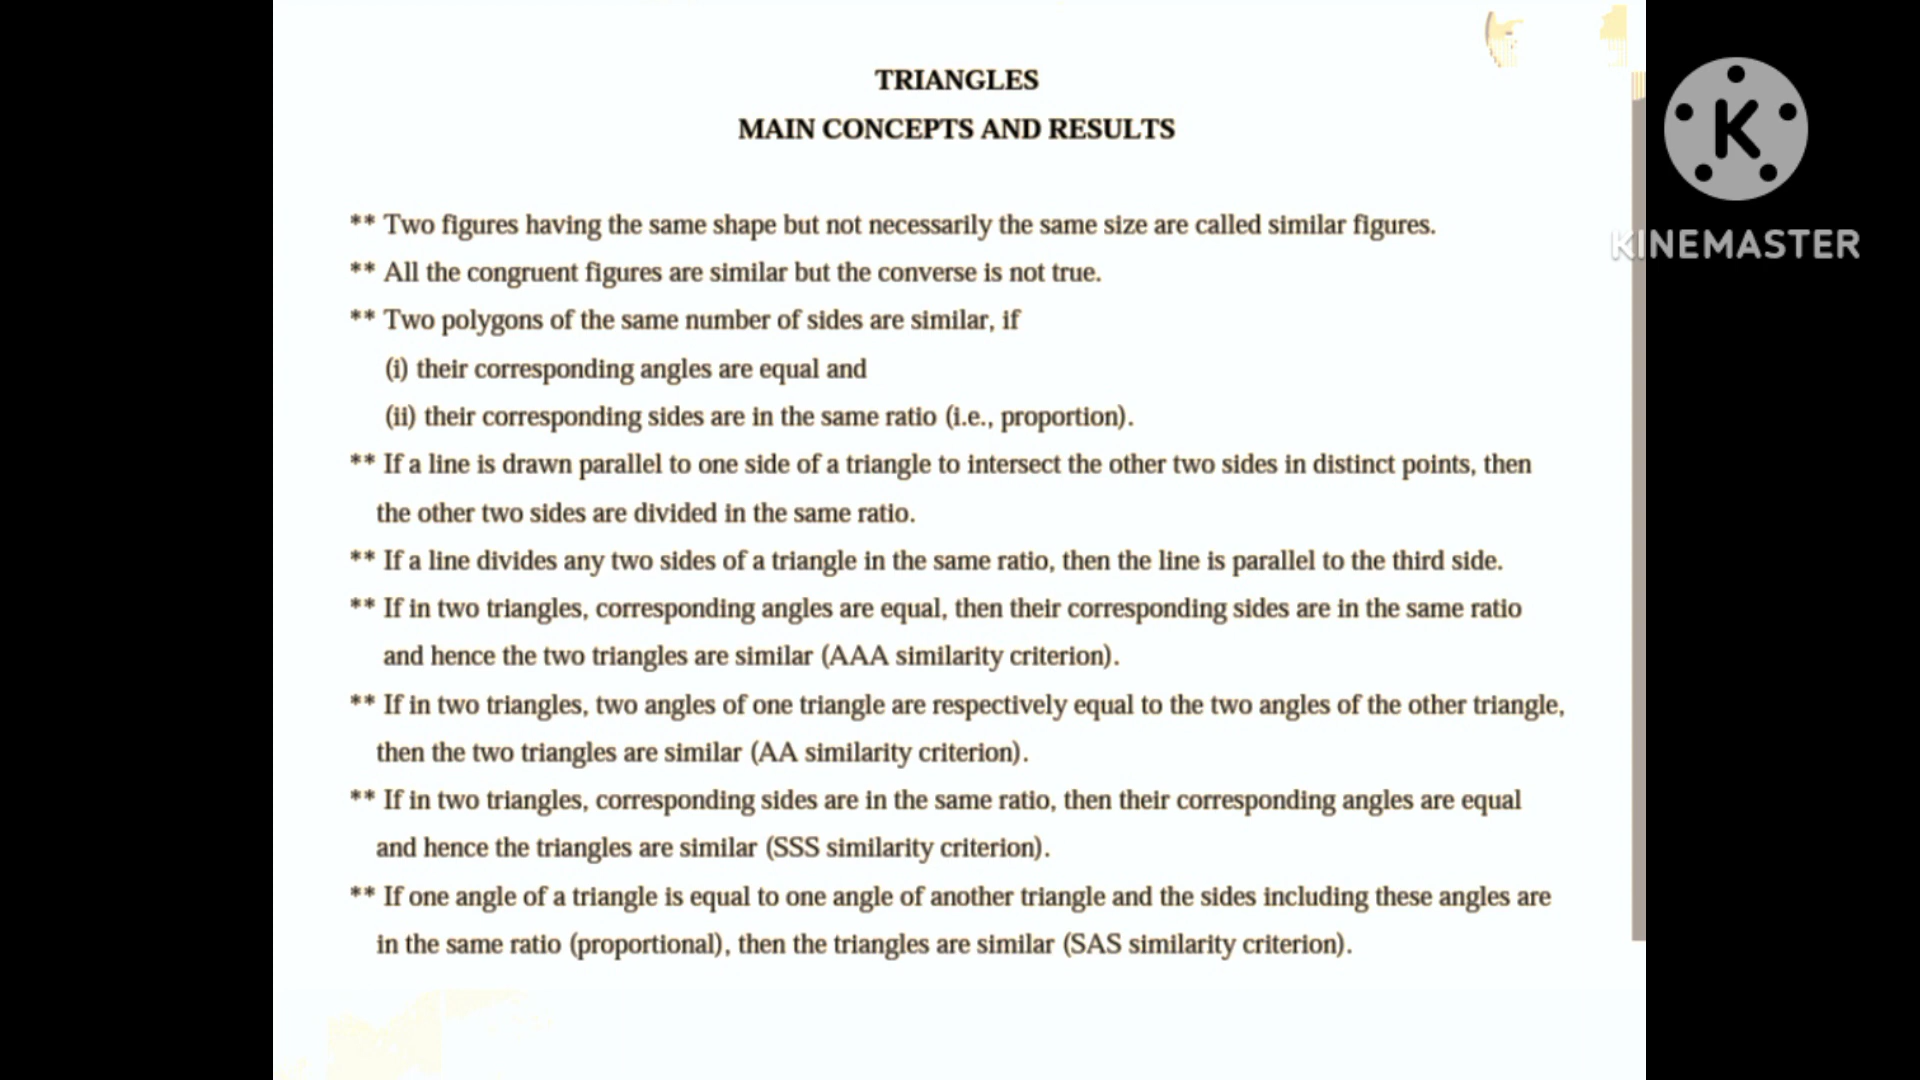 TRIANGLES
MAIN CONCEPTS AND RESULTS
** Two figures having the same shape but not necessarily the same size are called similar figures.
** All the congruent figures are similar but the converse is not true.
** Two polygons of the same number of sides are similar, if
(i) their corresponding angles are equal and
(ii) their corresponding sides are in the same ratio (i.e., proportion).
** If a line is drawn parallel to one side of a triangle to intersect the other two sides in distinct points, then
the other two sides are divided in the same ratio.
** If a line divides any two sides of a triangle in the same ratio, then the line is parallel to the third side.
** If in two triangles, corresponding angles are equal, then their corresponding sides are in the same ratio
and hence the two triangles are similar (AAA similarity criterion).
** If in two triangles, two angles of one triangle are respectively equal to the two angles of the other triangle,
then the two triangles are similar (AA similarity criterion).
** If in two triangles, corresponding sides are in the same ratio, then their corresponding angles are equal
and hence the triangles are similar (SSS similarity criterion).
** If one angle of a triangle is equal to one angle of another triangle and the sides including these angles are
in the same ratio (proportional), then the triangles are similar (SAS similarity criterion).
K
KINEMASTER